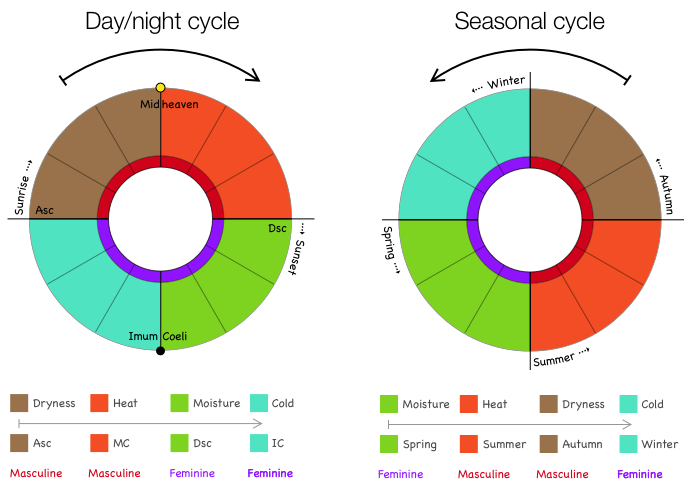 Day/night cycle
Seasonal cycle
Midheaven
Sunrise
Asc
Dsc
Sunset
Imum Coeli
Winter
Autumn
Spring
Summer
Dryness Heat Moisture Cold
Asc MC Dsc IC
Masculine Masculine Feminine Feminine
Moisture Heat Dryness Cold
Spring Summer Autumn Winter
Feminine Masculine Masculine Feminine